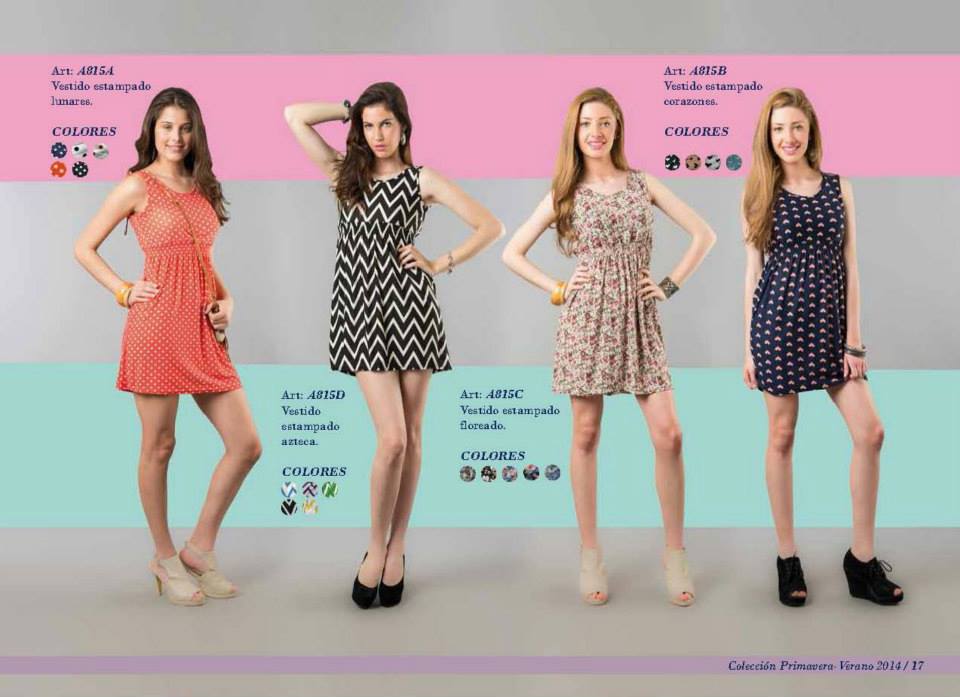 Art: A815A
Vestido estampado
lunares.
COLORES
Art: A815B
Vestido estampado
corazones.
COLORES
Art: A815D
Vestido
estampado
azteca.
COLORES
Art: A815C
Vestido estampado
floreado.
COLORES
Colección Primavera-Verano 2014 / 17